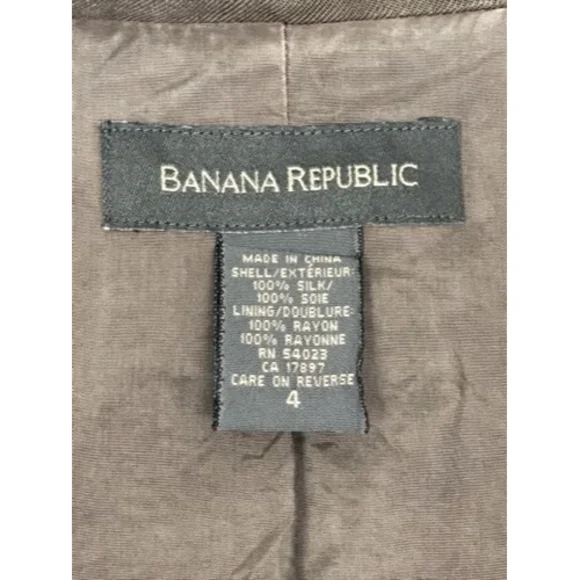 BANANA REPUBLIC
MADE IN CHINA
SHELL/EXTÉRIEUR:
100% SILK/
100% SOIE
LINING/DOUBLURE:
100% RAYON
100% RAYONNE
RN 54023
CA 17897
CARE ON REVERSE
4